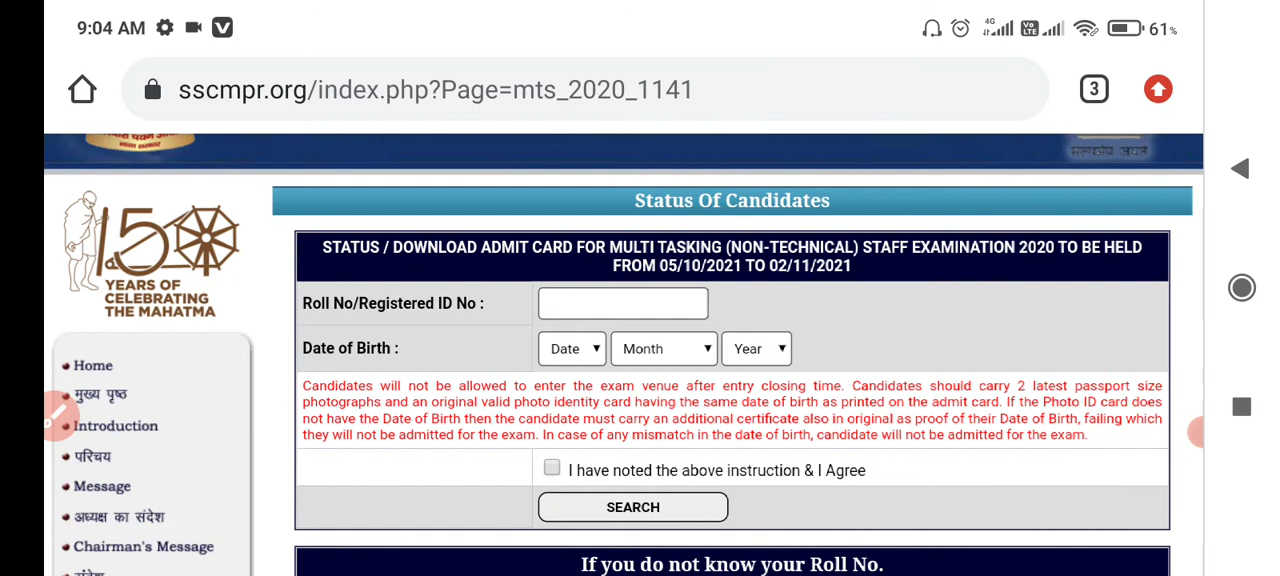 9:04 AM
4G
Vo
LTE
61%
sscmpr.org/index.php?Page=mts_2020_1141
3
भारत सरकार
सत्यमेव जयते
150
YEARS OF
CELEBRATING
THE MAHATMA
Status Of Candidates
STATUS / DOWNLOAD ADMIT CARD FOR MULTI TASKING (NON-TECHNICAL) STAFF EXAMINATION 2020 TO BE HELD
FROM 05/10/2021 TO 02/11/2021
Roll No/Registered ID No :
Date of Birth :
Date
Month
Year
Candidates will not be allowed to enter the exam venue after entry closing time. Candidates should carry 2 latest passport size
photographs and an original valid photo identity card having the same date of birth as printed on the admit card. If the Photo ID card does
not have the Date of Birth then the candidate must carry an additional certificate also in original as proof of their Date of Birth, failing which
they will not be admitted for the exam. In case of any mismatch in the date of birth, candidate will not be admitted for the exam.
I have noted the above instruction & I Agree
SEARCH
If you do not know your Roll No.
Home
मुख्य पृष्ठ
Introduction
परिचय
Message
अध्यक्ष का संदेश
Chairman's Message